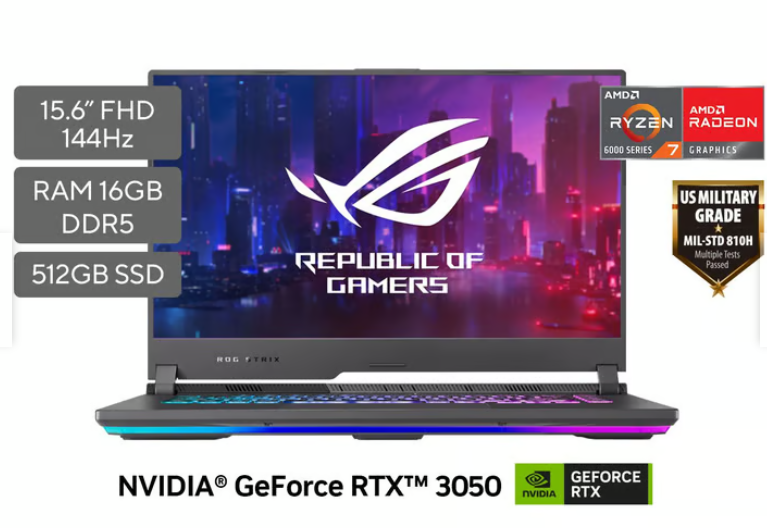 15.6” FHD
144Hz
RAM 16GB
DDR5
512GB SSD
REPUBLIC OF
GAMERS
ROG STRIX
AMD
RYZEN
6000 SERIES 7
AMD
RADEON
GRAPHICS
US MILITARY
GRADE
MIL-STD 810H
Multiple Tests
Passed
NVIDIA® GeForce RTX™ 3050
NVIDIA
GEFORCE
RTX